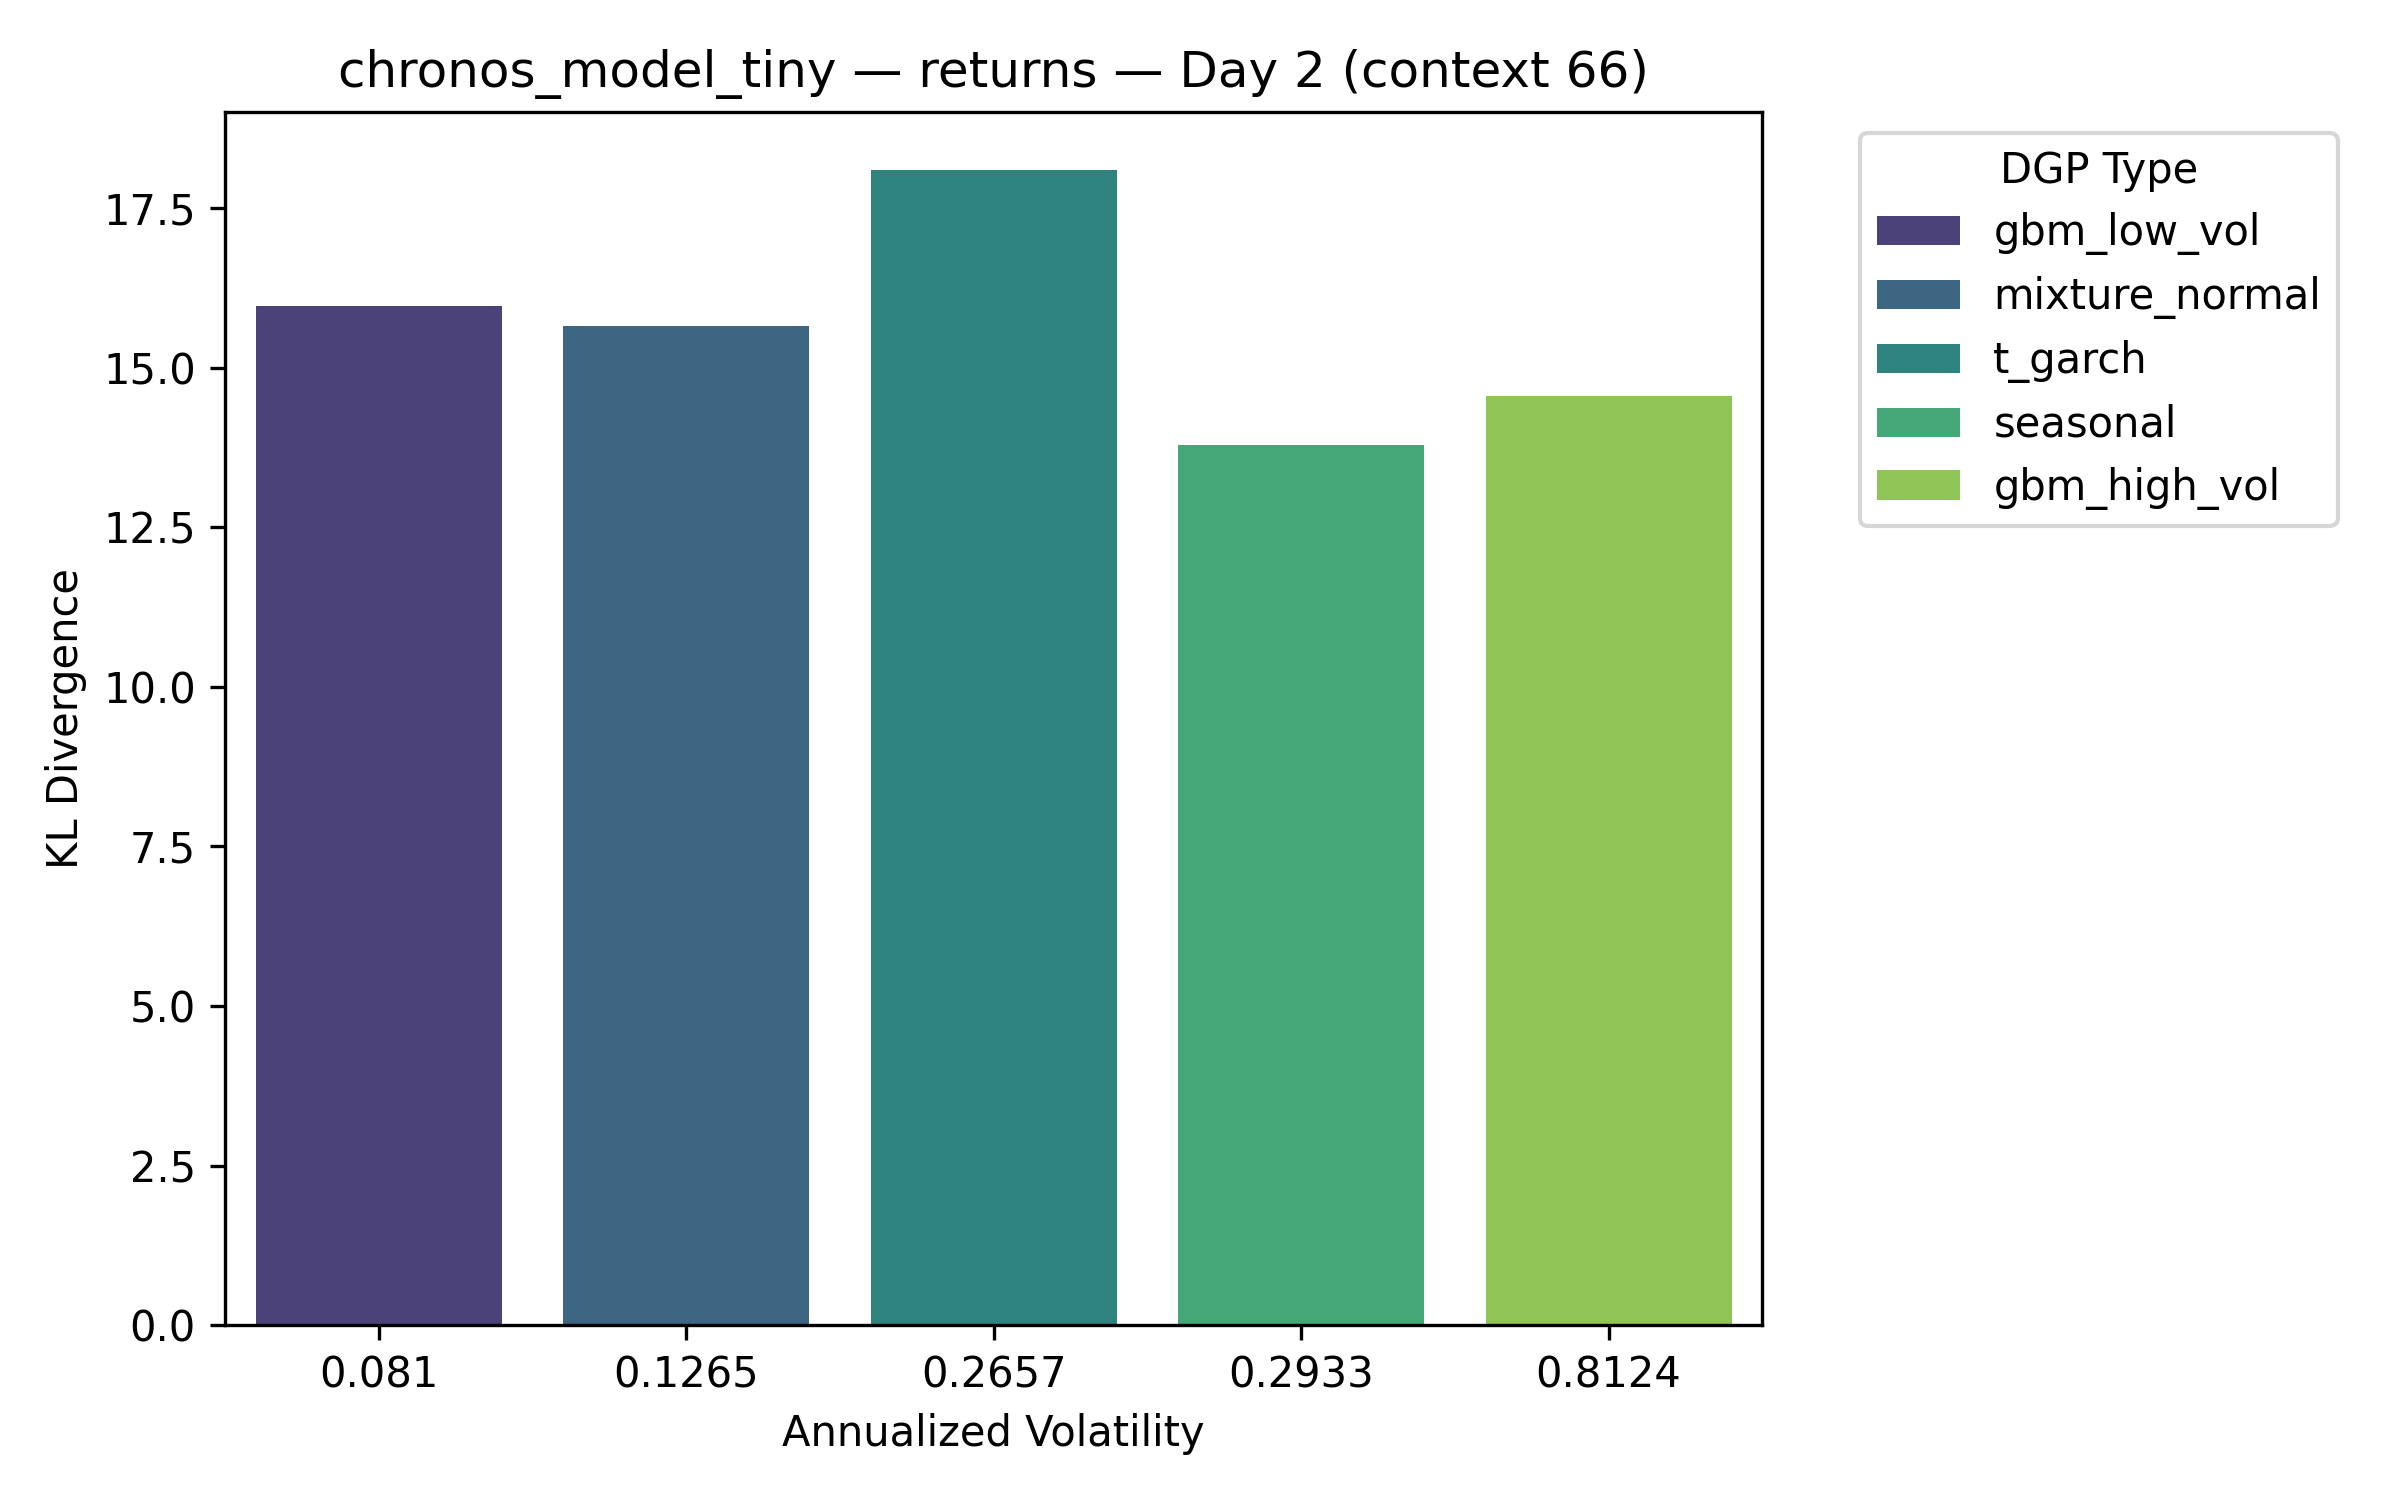 chronos_model_tiny — returns — Day 2 (context 66)
KL Divergence
17.5
15.0
12.5
10.0
7.5
5.0
2.5
0.0
0.081
0.1265
0.2657
0.2933
0.8124
Annualized Volatility
DGP Type
gbm_low_vol
mixture_normal
t_garch
seasonal
gbm_high_vol